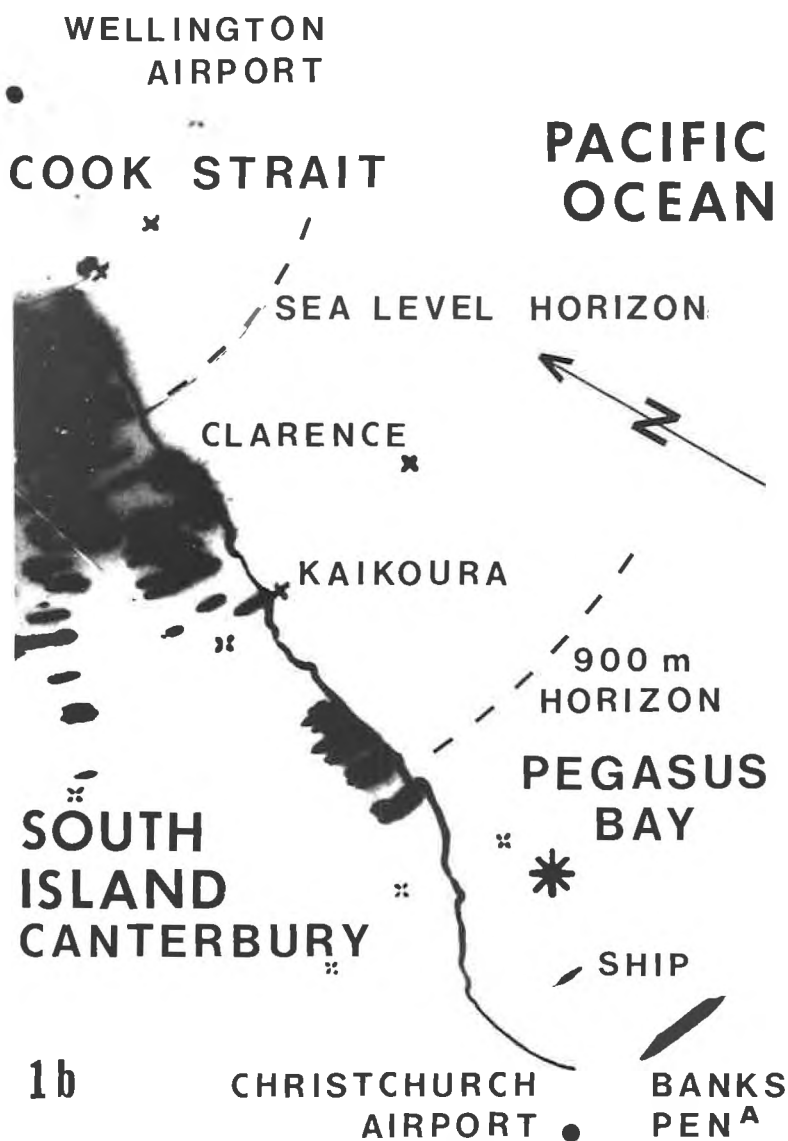 WELLINGTON
AIRPORT
PACIFIC
OCEAN
COOK STRAIT
SEA LEVEL HORIZON
N
CLARENCE
KAIKOURA
900 m
HORIZON
PEGASUS
BAY
SOUTH
ISLAND
CANTERBURY
SHIP
1b
CHRISTCHURCH
AIRPORT
BANKS
PENᴬ